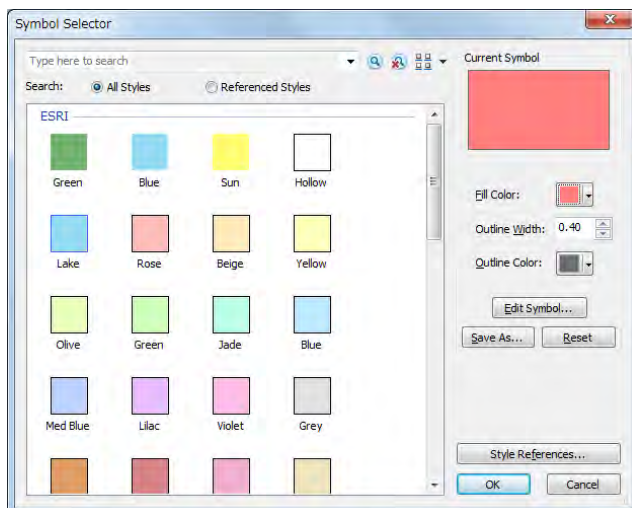 Symbol Selector
Type here to search
Current Symbol
Search: All Styles Referenced Styles
ESRI
Green Blue Sun Hollow
Fill Color:
Outline Width: 0.40
Lake Rose Beige Yellow
Outline Color:
Edit Symbol...
Olive Green Jade Blue
Save As... Reset
Med Blue Lilac Violet Grey
Style References...
OK Cancel